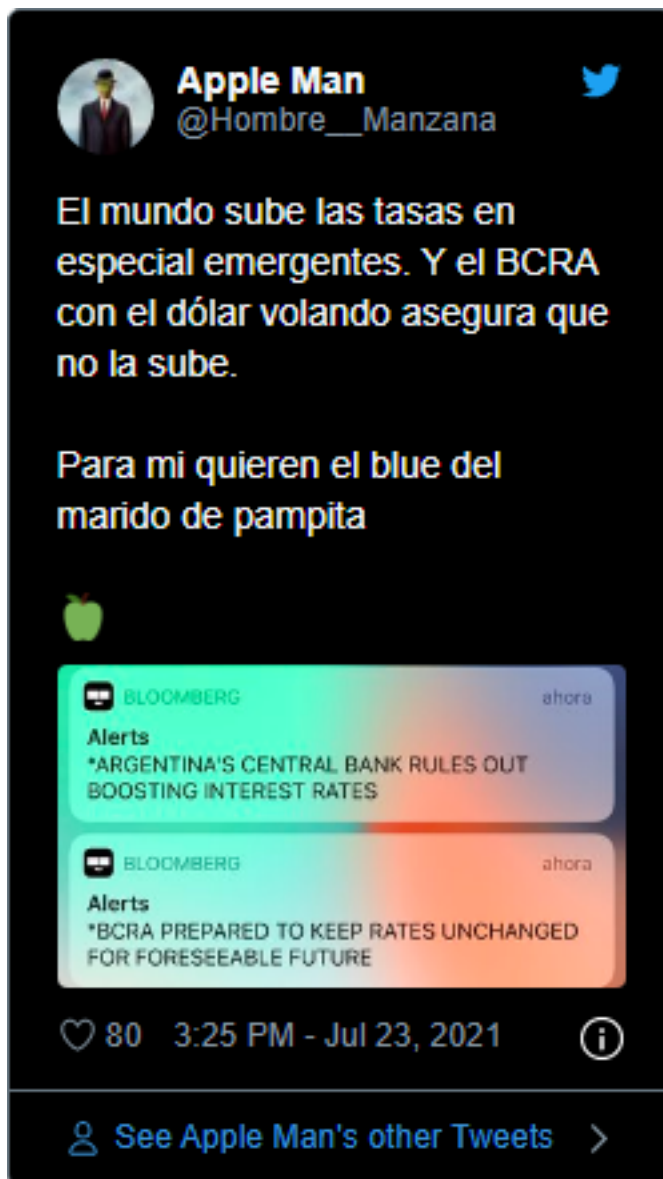 Apple Man
@Hombre__Manzana
El mundo sube las tasas en
especial emergentes. Y el BCRA
con el dólar volando asegura que
no la sube.
Para mi quieren el blue del
marido de pampita
BLOOMBERG ahora
Alerts
*ARGENTINA'S CENTRAL BANK RULES OUT
BOOSTING INTEREST RATES
BLOOMBERG ahora
Alerts
*BCRA PREPARED TO KEEP RATES UNCHANGED
FOR FORESEEABLE FUTURE
80 3:25 PM - Jul 23, 2021
See Apple Man's other Tweets